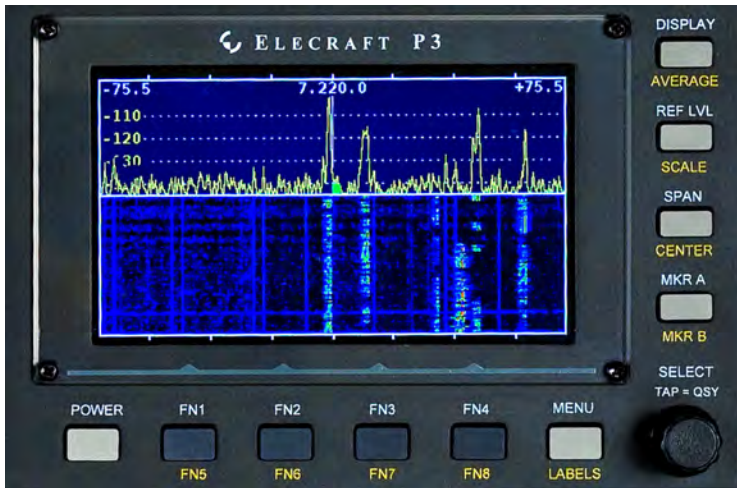 ELECRAFT P3
-75.5 7.220.0 +75.5
-110
-120
30
DISPLAY
AVERAGE
REF LVL
SCALE
SPAN
CENTER
MKR A
MKR B
SELECT
TAP = QSY
POWER FN1 FN2 FN3 FN4 MENU
FN5 FN6 FN7 FN8 LABELS